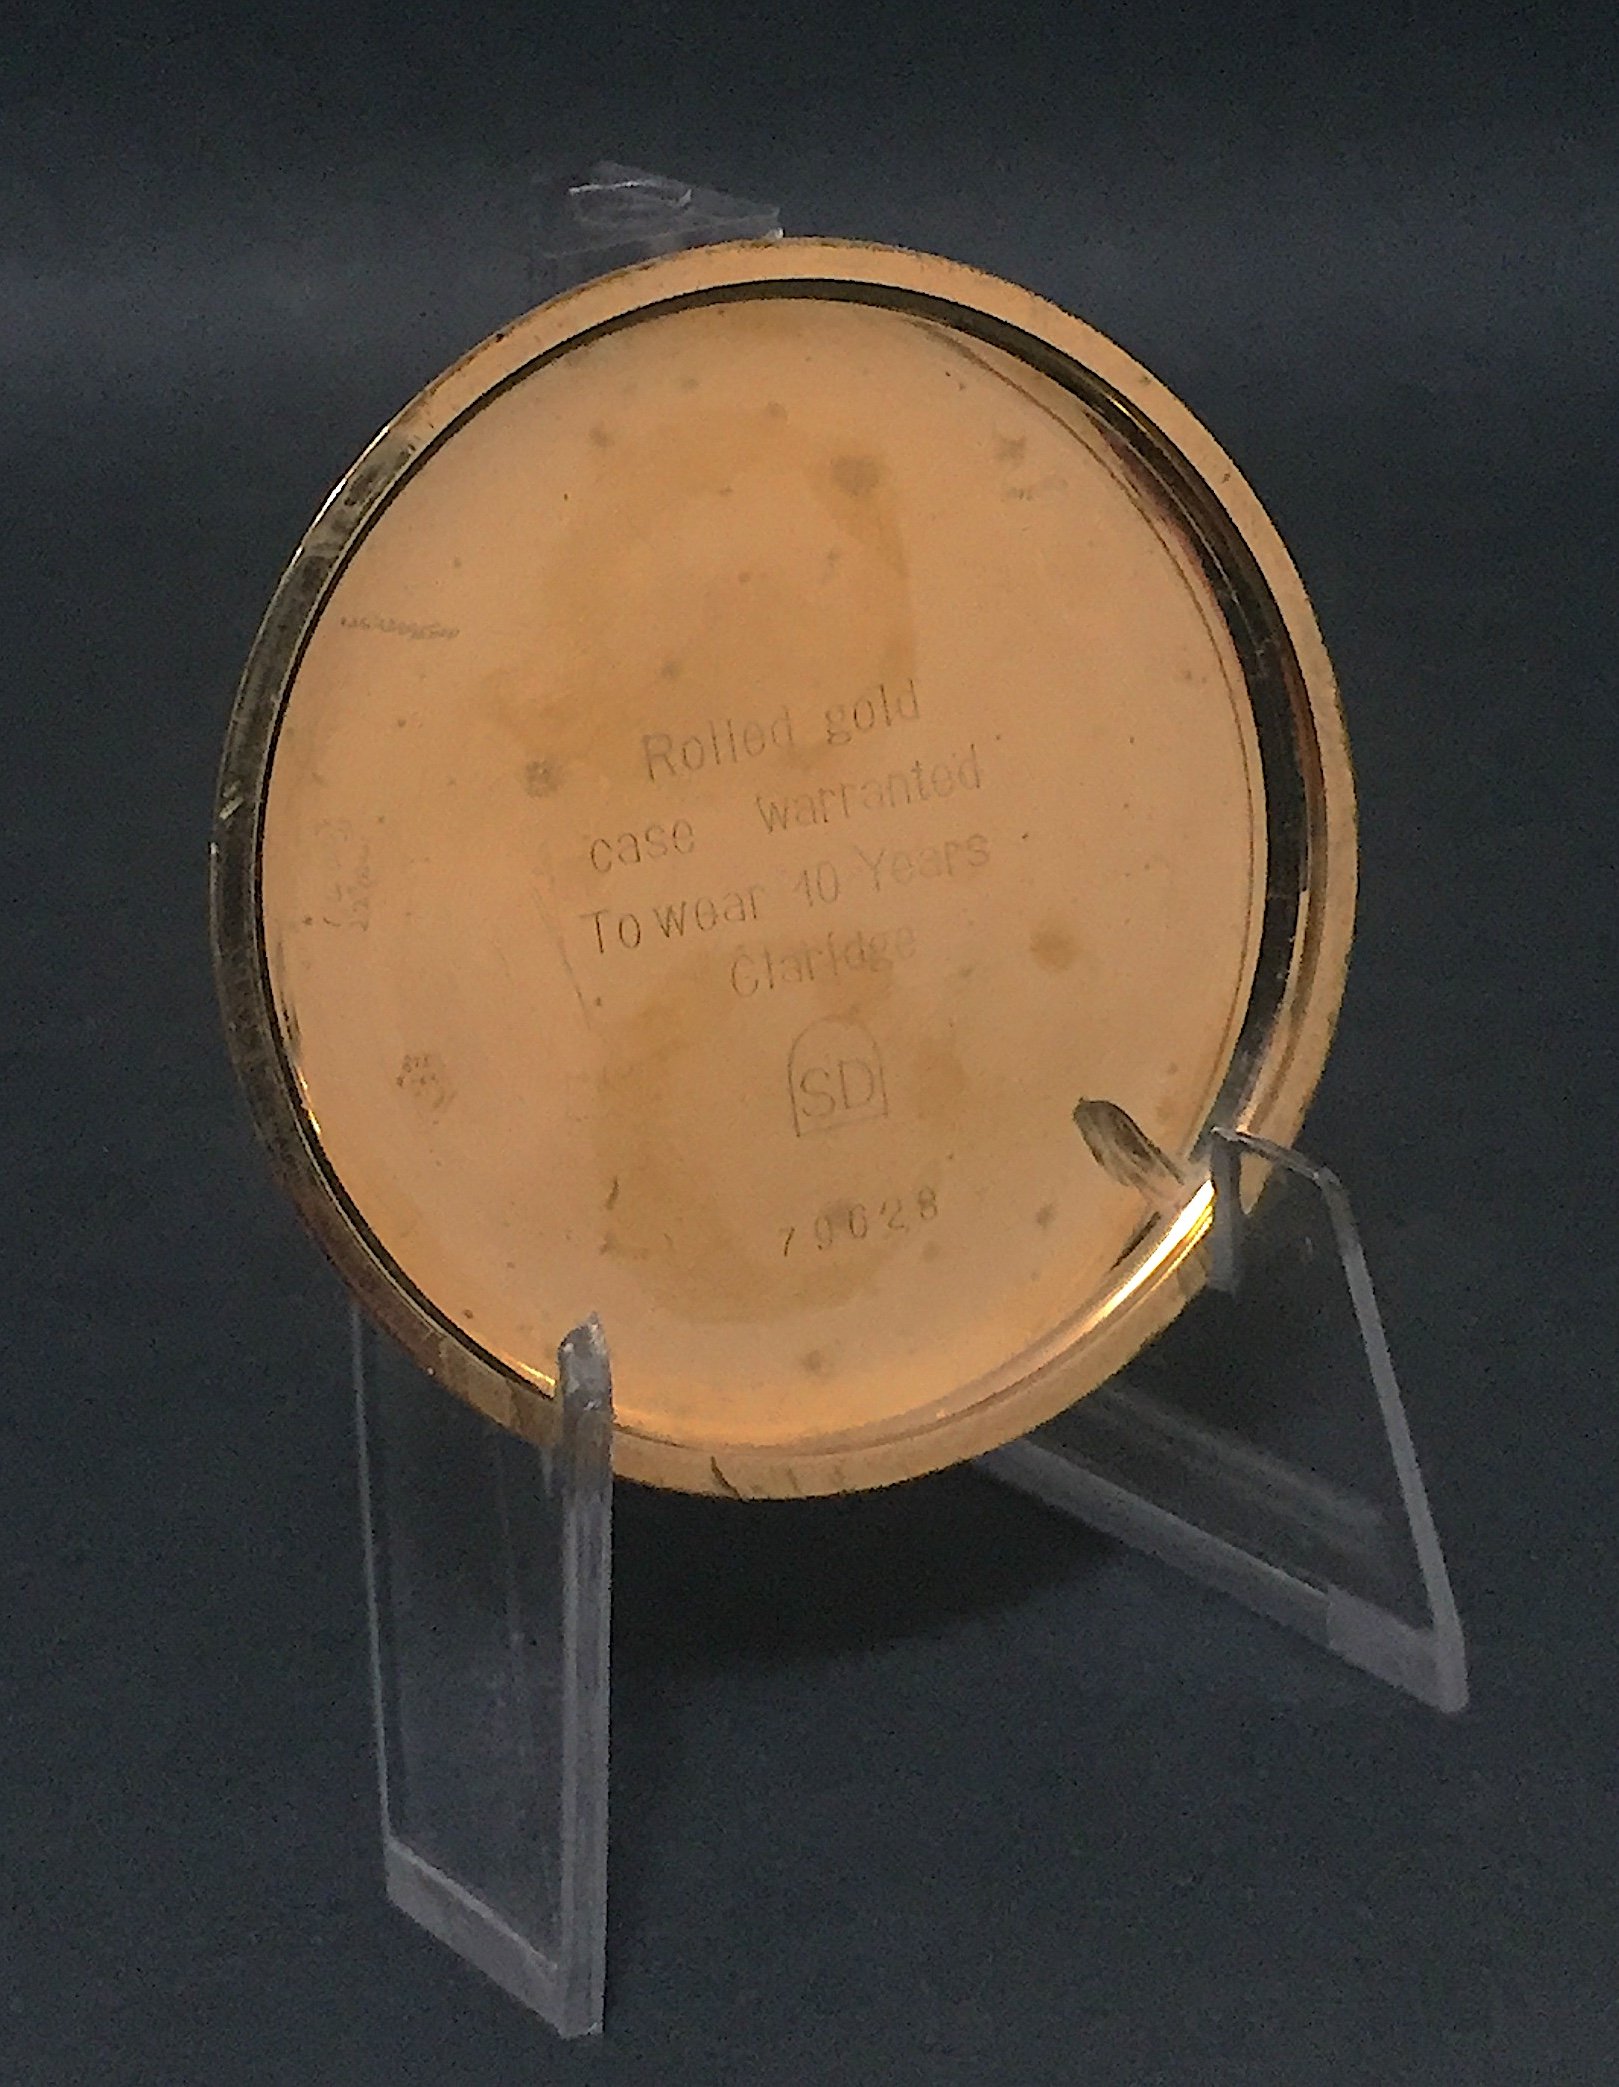 Rolled gold
case warranted
To wear 10 Years
Claridge
SD
79628